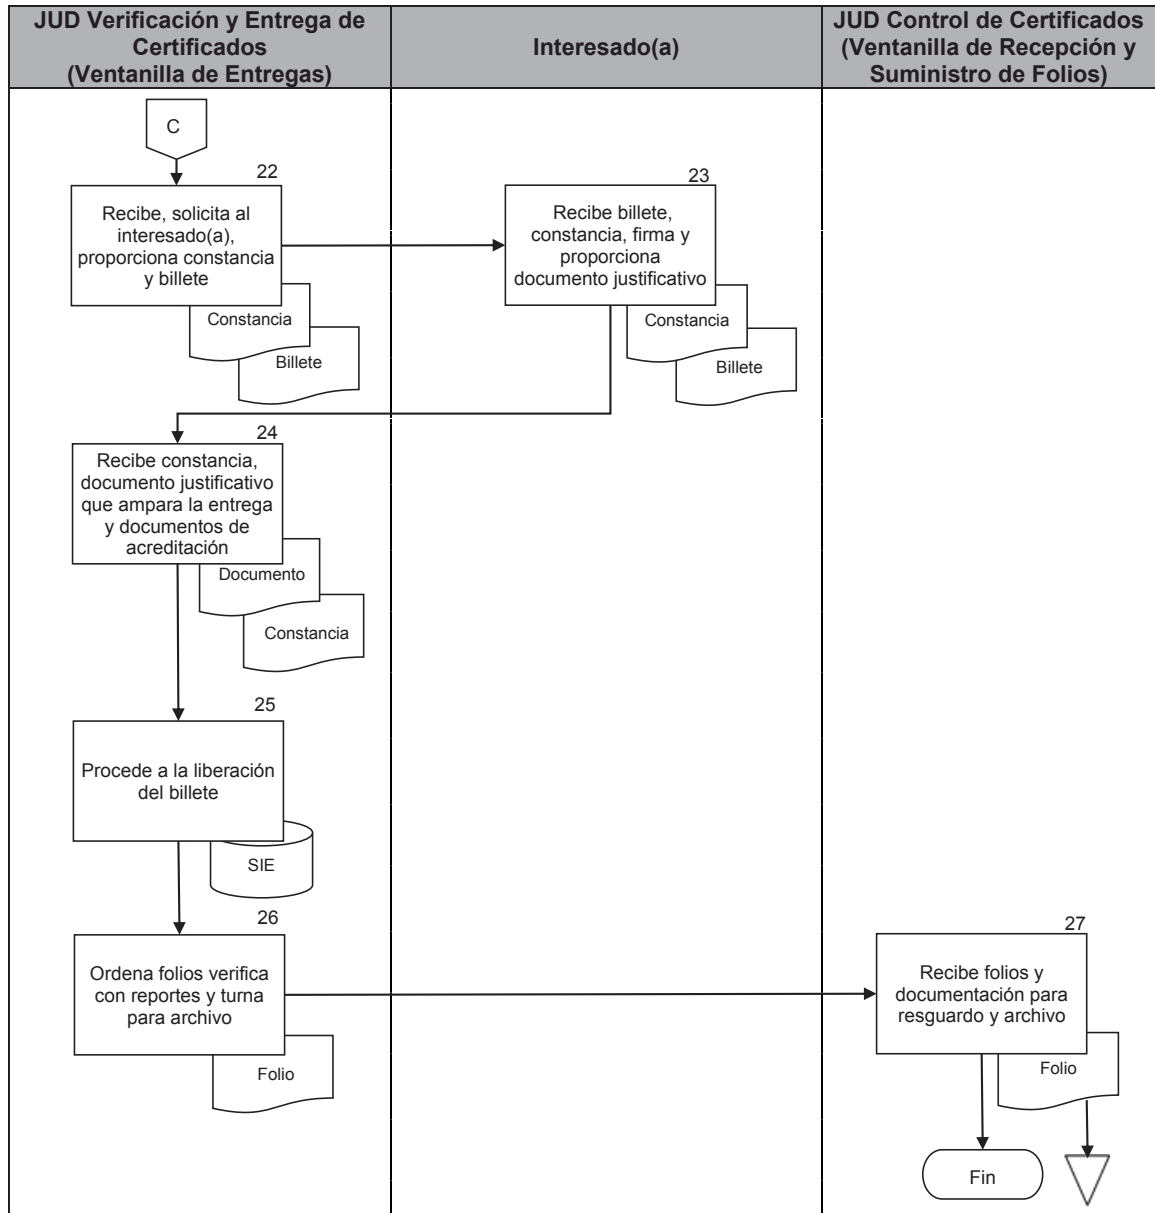 JUD Verificación y Entrega de
Certificados
(Ventanilla de Entregas)
Interesado(a)
JUD Control de Certificados
(Ventanilla de Recepción y
Suministro de Folios)
C
22
Recibe, solicita al
interesado(a),
proporciona constancia
y billete
Constancia
Billete
23
Recibe billete,
constancia, firma y
proporciona
documento justificativo
Constancia
Billete
24
Recibe constancia,
documento justificativo
que ampara la entrega
y documentos de
acreditación
Documento
Constancia
25
Procede a la liberación
del billete
SIE
26
Ordena folios verifica
con reportes y turna
para archivo
Folio
27
Recibe folios y
documentación para
resguardo y archivo
Folio
Fin